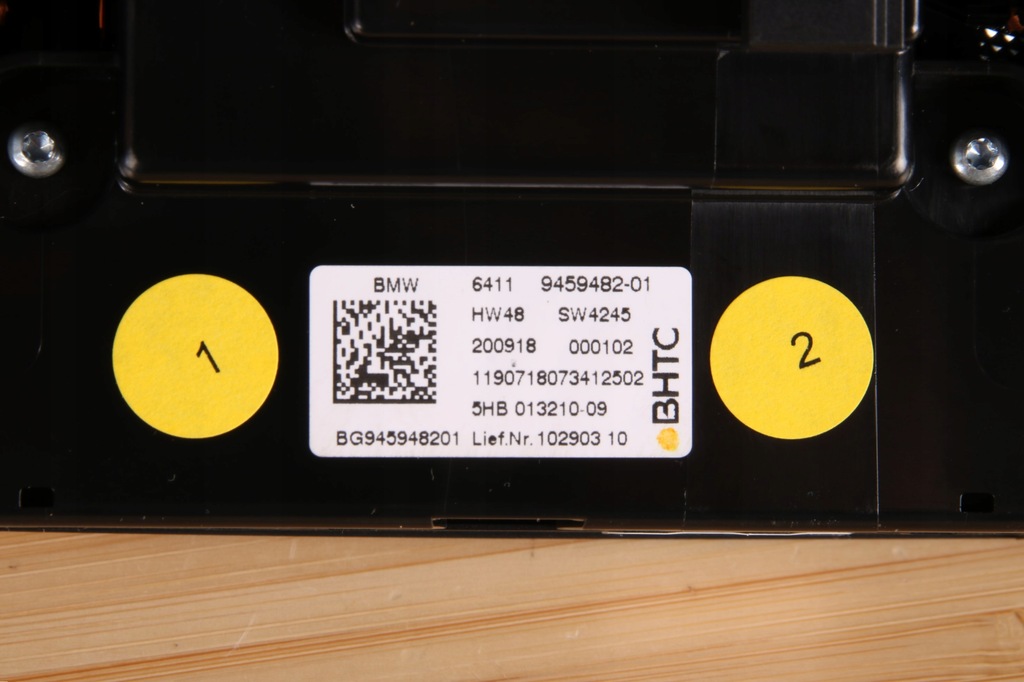 1
BMW 6411 9459482-01
HW48 SW4245
200918 000102
1190718073412502
5HB 013210-09
BG945948201 Lief.Nr. 102903 10
BHTC
2